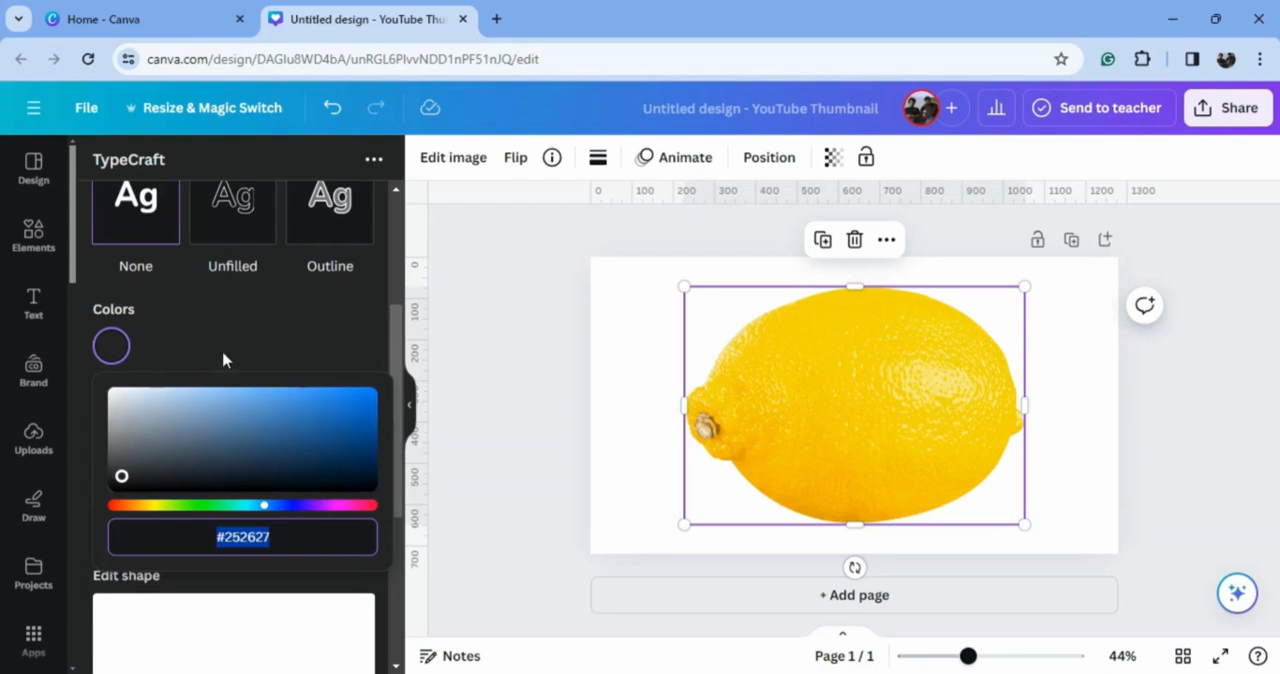 Home - Canva
Untitled design - YouTube Thu
canva.com/design/DAGlu8WD4bA/unRGL6PlvvNDD1nPF51nJQ/edit
File
Resize & Magic Switch
Untitled design - YouTube Thumbnail
Send to teacher
Share
Design
Elements
Text
Brand
Uploads
Draw
Projects
Apps
TypeCraft
Ag
Ag
Ag
None
Unfilled
Outline
Colors
#252627
Edit shape
Edit image
Flip
Animate
Position
0
100
200
300
400
500
600
700
800
900
1000
1100
1200
1300
0
100
200
300
400
500
600
700
+ Add page
Notes
Page 1 / 1
44%